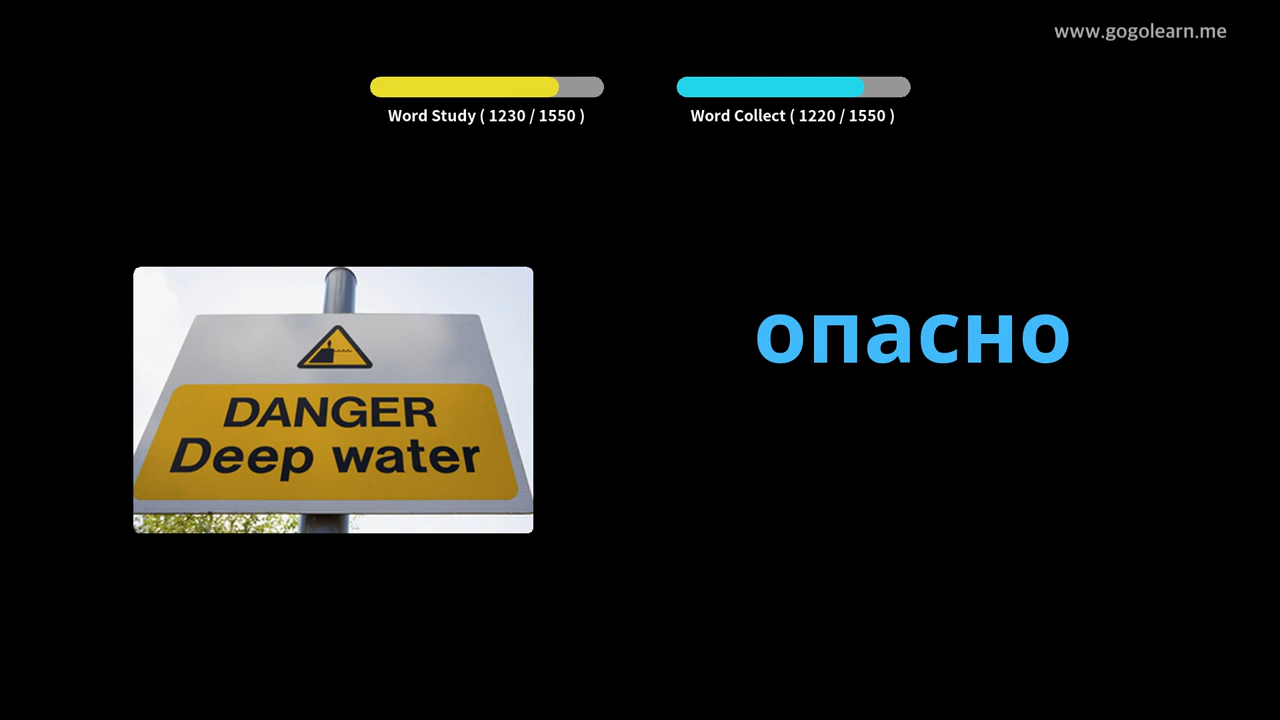 www.gogolearn.me
Word Study ( 1230 / 1550 )
Word Collect ( 1220 / 1550 )
DANGER
Deep water
опасно